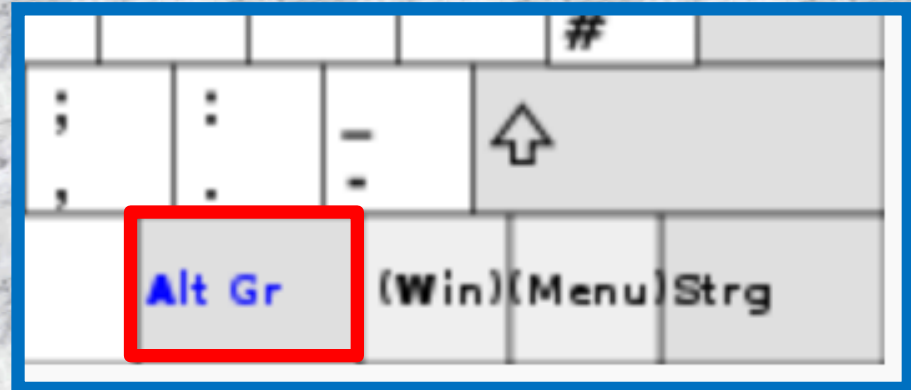 #
; : _
, . -
Alt Gr (Win) (Menu) Strg